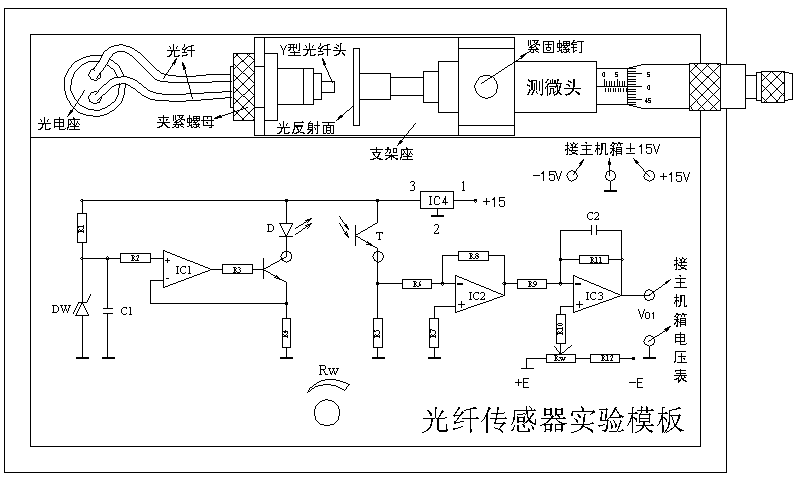 光纤
Y型光纤头
紧固螺钉
0 5
5
0
45
测微头
光电座
夹紧螺母
光反射面
支架座
接主机箱±15V
-15V
+15V
3
IC4
1
+15
2
R1
D
T
C2
R2
IC1
R3
R8
R11
R6
IC2
R9
IC3
接主机箱电压表
DW
C1
R4
R5
R7
R10
Vo1
+E
Rw
R12
-E
Rw
光纤传感器实验模板